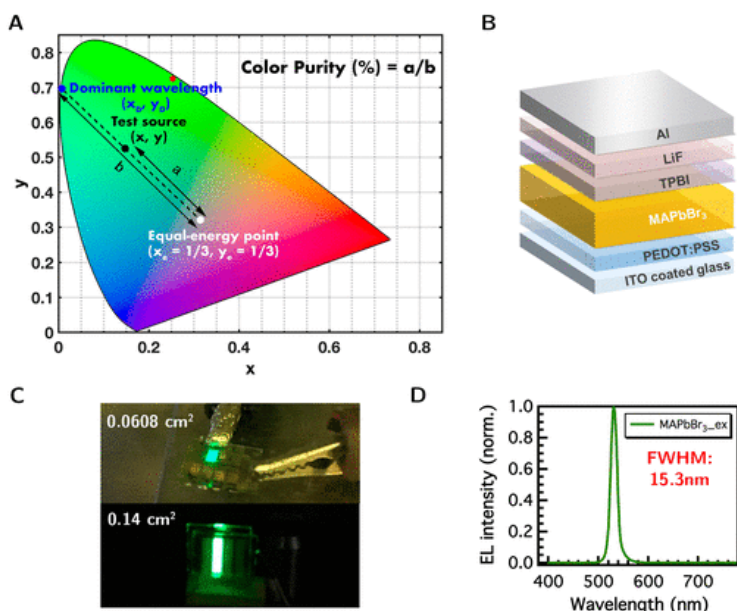 A
Color Purity (%) = a/b
Dominant wavelength
(x_D, y_D)
Test source
(x, y)
a
b
Equal-energy point
(x_e = 1/3, y_e = 1/3)
y
0.8
0.7
0.6
0.5
0.4
0.3
0.2
0.1
0
0
0.2
0.4
0.6
0.8
x
B
Al
LiF
TPBI
MAPbBr₃
PEDOT:PSS
ITO coated glass
C
0.0608 cm²
0.14 cm²
D
EL intensity (norm.)
1.0
0.8
0.6
0.4
0.2
0.0
MAPbBr₃_ex
FWHM:
15.3nm
400 500 600 700
Wavelength (nm)